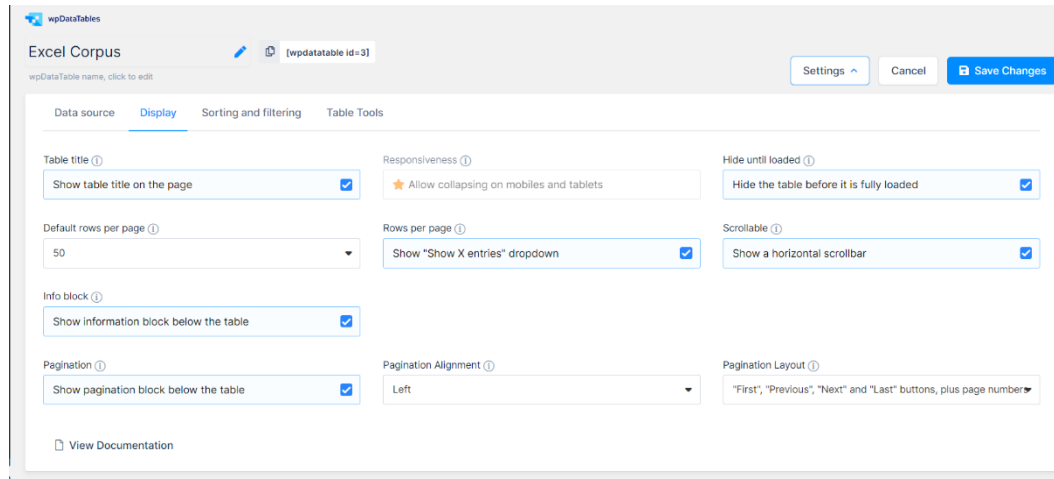 wpDataTables
Excel Corpus
[wpdatatable id=3]
wpDataTable name, click to edit
Settings
Cancel
Save Changes
Data source
Display
Sorting and filtering
Table Tools
Table title
Responsiveness
Hide until loaded
Show table title on the page
Allow collapsing on mobiles and tablets
Hide the table before it is fully loaded
Default rows per page
Rows per page
Scrollable
50
Show "Show X entries" dropdown
Show a horizontal scrollbar
Info block
Show information block below the table
Pagination
Pagination Alignment
Pagination Layout
Show pagination block below the table
Left
"First", "Previous", "Next" and "Last" buttons, plus page numbers
View Documentation